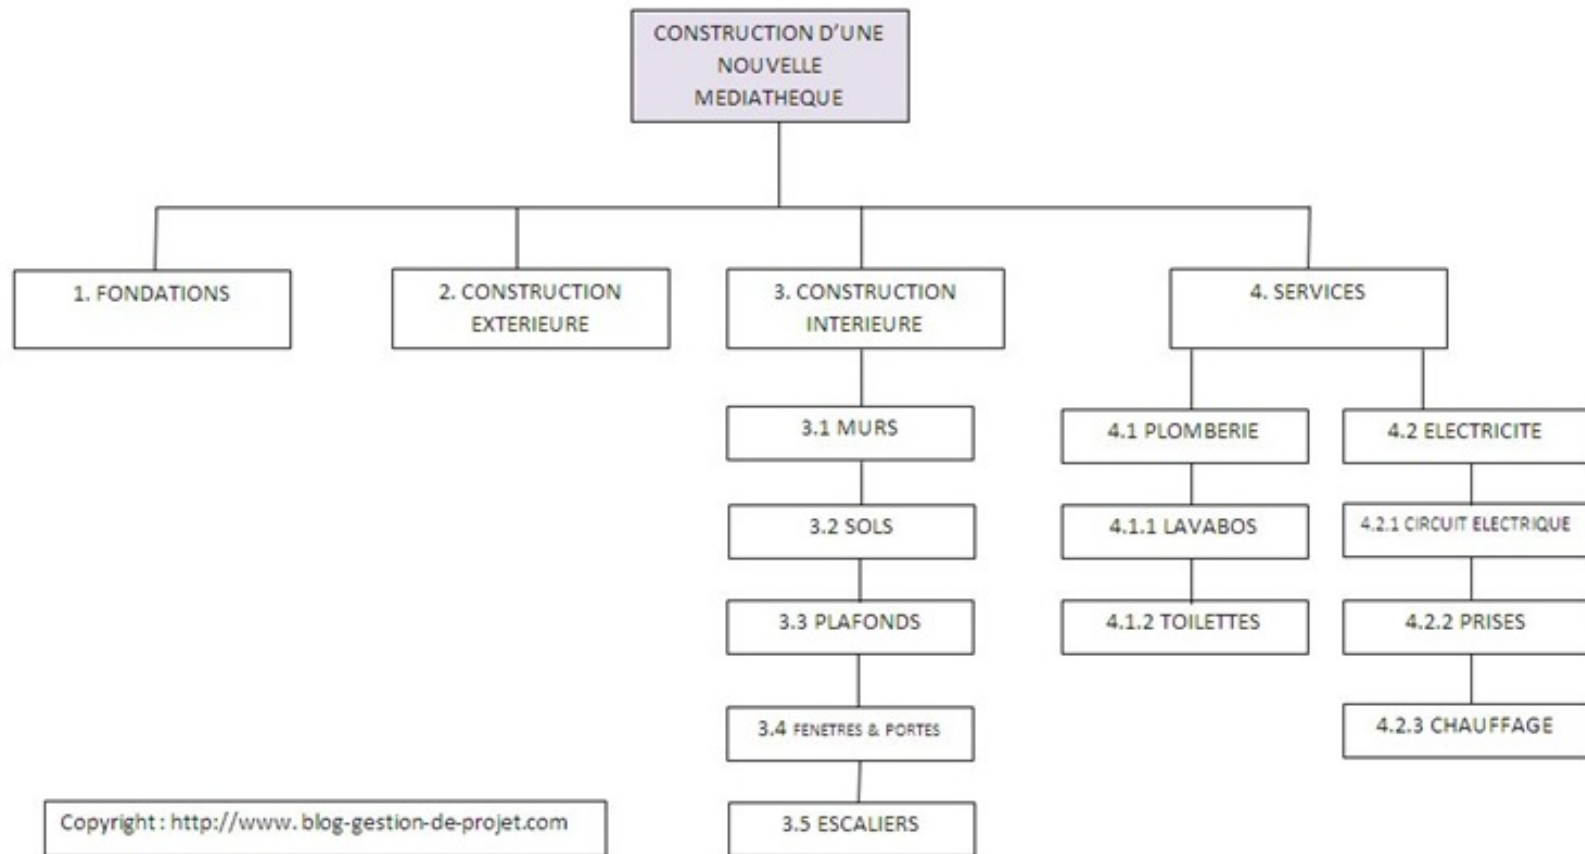 CONSTRUCTION D'UNE
NOUVELLE
MEDIATHEQUE
1. FONDATIONS
2. CONSTRUCTION
EXTERIEURE
3. CONSTRUCTION
INTERIEURE
4. SERVICES
3.1 MURS
3.2 SOLS
3.3 PLAFONDS
3.4 FENETRES & PORTES
3.5 ESCALIERS
4.1 PLOMBERIE
4.1.1 LAVABOS
4.1.2 TOILETTES
4.2 ELECTRICITE
4.2.1 CIRCUIT ELECTRIQUE
4.2.2 PRISES
4.2.3 CHAUFFAGE
Copyright : http://www. blog-gestion-de-projet.com